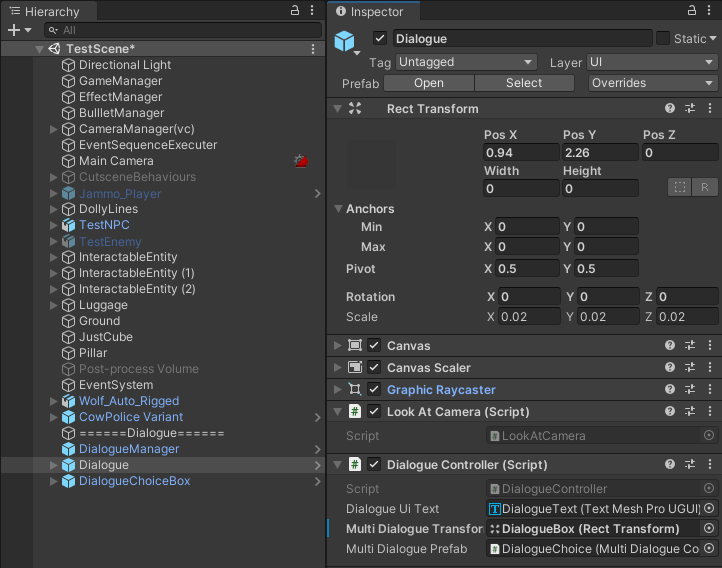 Hierarchy
All
TestScene*
Directional Light
GameManager
EffectManager
BullletManager
CameraManager(vc)
EventSequenceExecuter
Main Camera
CutsceneBehaviours
Jammo_Player
DollyLines
TestNPC
TestEnemy
InteractableEntity
InteractableEntity (1)
InteractableEntity (2)
Luggage
Ground
JustCube
Pillar
Post-process Volume
EventSystem
Wolf_Auto_Rigged
CowPolice Variant
======Dialogue======
DialogueManager
Dialogue
DialogueChoiceBox
Inspector
Dialogue Static
Tag Untagged Layer UI
Prefab Open Select Overrides
Rect Transform
Pos X Pos Y Pos Z
0.94 2.26 0
Width Height
0 0 R
Anchors
Min X 0 Y 0
Max X 0 Y 0
Pivot X 0.5 Y 0.5
Rotation X 0 Y 0 Z 0
Scale X 0.02 Y 0.02 Z 0.02
Canvas
Canvas Scaler
Graphic Raycaster
# Look At Camera (Script)
Script # LookAtCamera
# Dialogue Controller (Script)
Script # DialogueController
Dialogue Ui Text T DialogueText (Text Mesh Pro UGUI)
Multi Dialogue Transfor DialogueBox (Rect Transform)
Multi Dialogue Prefab # DialogueChoice (Multi Dialogue Co